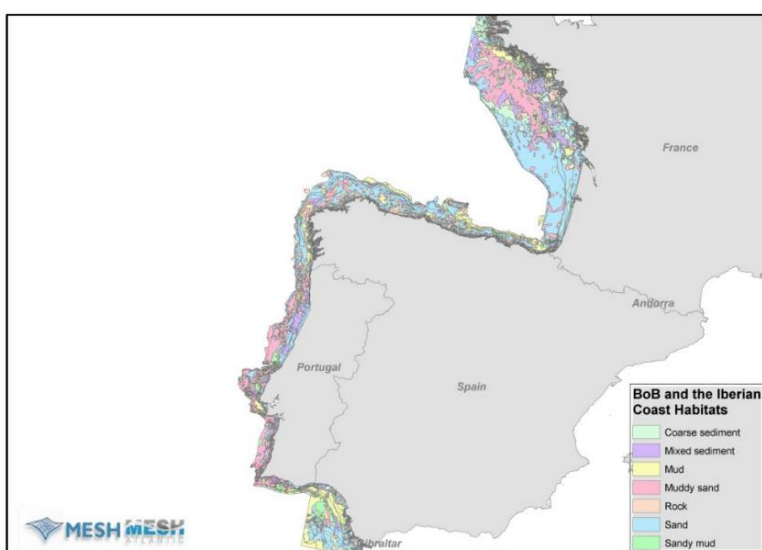 France
Andorra
Portugal
Spain
BoB and the Iberian
Coast Habitats
Coarse sediment
Mixed sediment
Mud
Muddy sand
Rock
Sand
Sandy mud
MESH MESH
Gibraltar